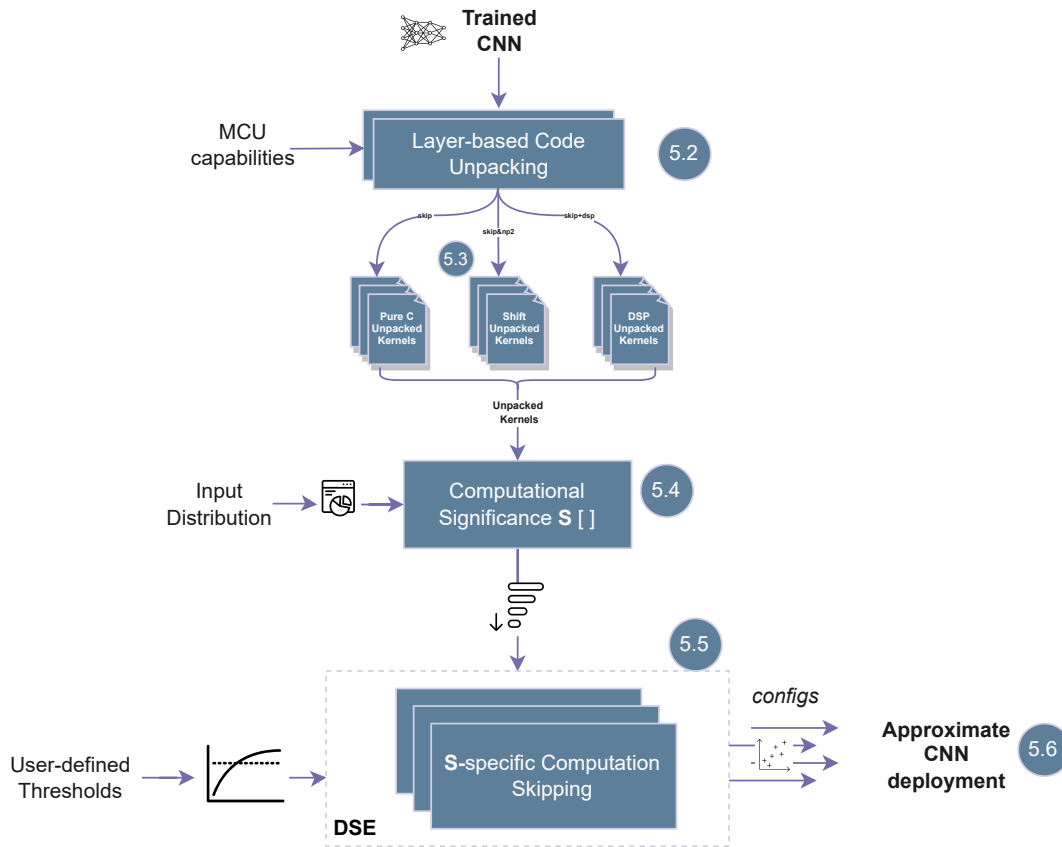 Trained
CNN
MCU
capabilities
Layer-based Code
Unpacking
5.2
skip
skip&np2
skip+dsp
5.3
Pure C
Unpacked
Kernels
Shift
Unpacked
Kernels
DSP
Unpacked
Kernels
Unpacked
Kernels
Input
Distribution
Computational
Significance S [ ]
5.4
5.5
User-defined
Thresholds
S-specific Computation
Skipping
DSE
configs
Approximate
CNN
deployment
5.6